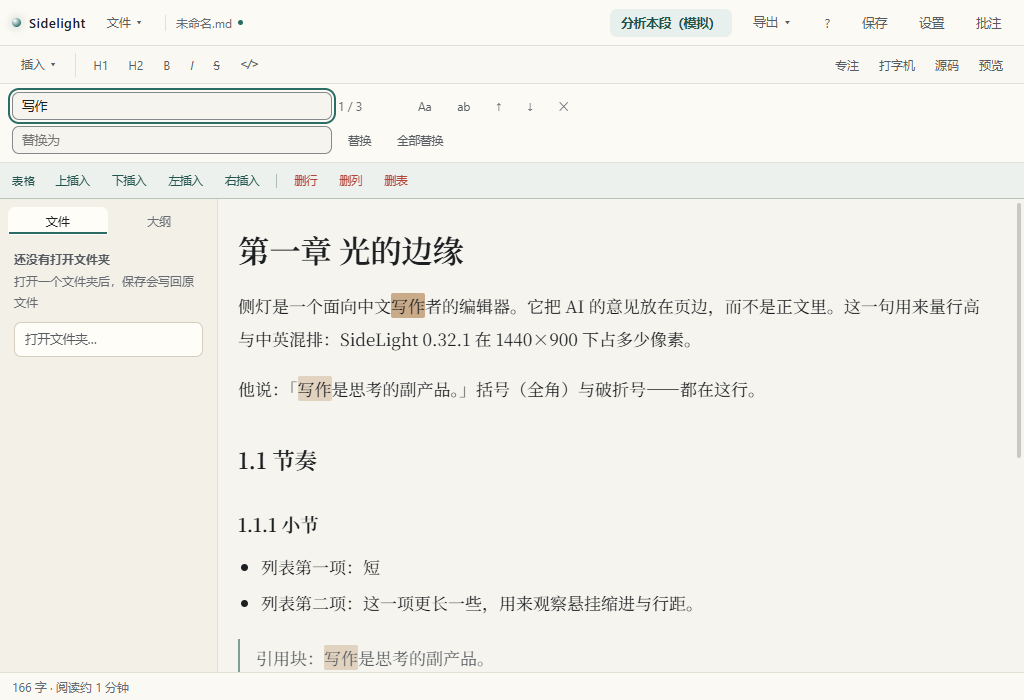 Sidelight 文件 未命名.md 分析本段（模拟） 导出 ? 保存 设置 批注
插入 H1 H2 B I S </> 专注 打字机 源码 预览
写作 1 / 3 Aa ab ↑ ↓ ×
替换为 替换 全部替换
表格 上插入 下插入 左插入 右插入 删行 删列 删表
文件 大纲
还没有打开文件夹
打开一个文件夹后，保存会写回原
文件
打开文件夹...
第一章 光的边缘
侧灯是一个面向中文写作者的编辑器。它把 AI 的意见放在页边，而不是正文里。这一句用来量行高
与中英混排：SideLight 0.32.1 在 1440×900 下占多少像素。
他说：「写作是思考的副产品。」括号（全角）与破折号——都在这行。
1.1 节奏
1.1.1 小节
• 列表第一项：短
• 列表第二项：这一项更长一些，用来观察悬挂缩进与行距。
引用块：写作是思考的副产品。
166 字 · 阅读约 1 分钟